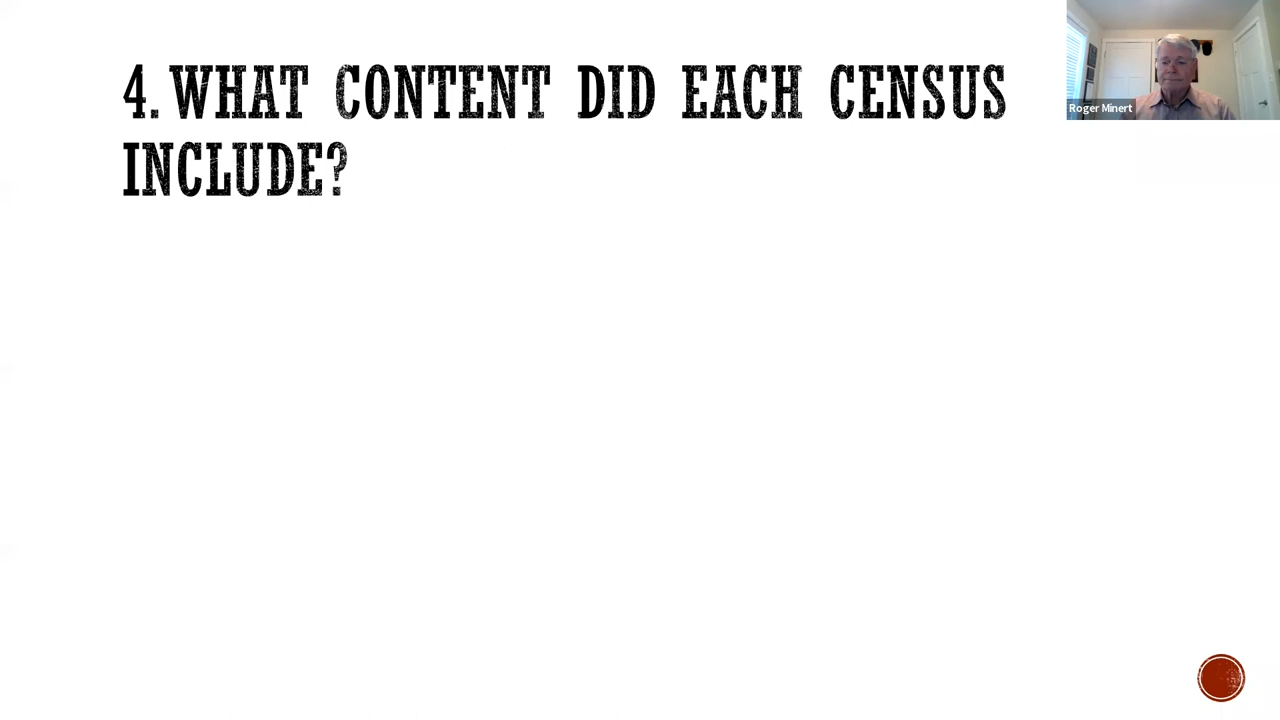 4. WHAT CONTENT DID EACH CENSUS
INCLUDE?
Roger Minert